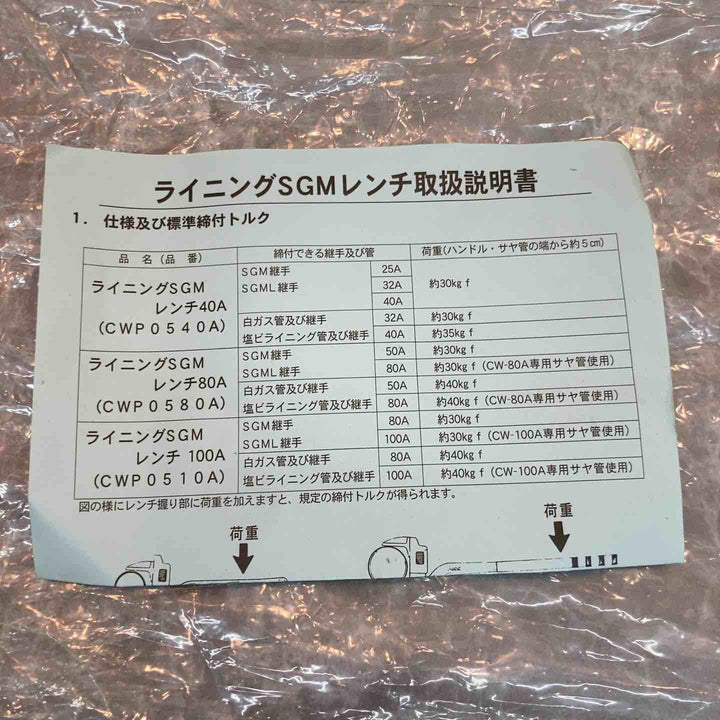 ライニングSGMレンチ取扱説明書
1. 仕様及び標準締付トルク
品 名(品 番) 締付できる継手及び管 荷重(ハンドル・サヤ管の端から約5㎝)
ライニングSGM レンチ40A (CWP0540A)
SGM継手 25A
SGML継手 32A 約30kgf
40A
白ガス管及び継手 32A 約30kgf
塩ビライニング管及び継手 40A 約35kgf
ライニングSGM レンチ80A (CWP0580A)
SGM継手 50A 約30kgf
SGML継手 80A 約30kgf(CW-80A専用サヤ管使用)
白ガス管及び継手 50A 約40kgf
塩ビライニング管及び継手 80A 約40kgf(CW-80A専用サヤ管使用)
ライニングSGM レンチ 100A (CWP0510A)
SGM継手 80A 約30kgf
SGML継手 100A 約30kgf(CW-100A専用サヤ管使用)
白ガス管及び継手 80A 約40kgf
塩ビライニング管及び継手 100A 約40kgf(CW-100A専用サヤ管使用)
図の様にレンチ握り部に荷重を加えますと、規定の締付トルクが得られます。
荷重 荷重